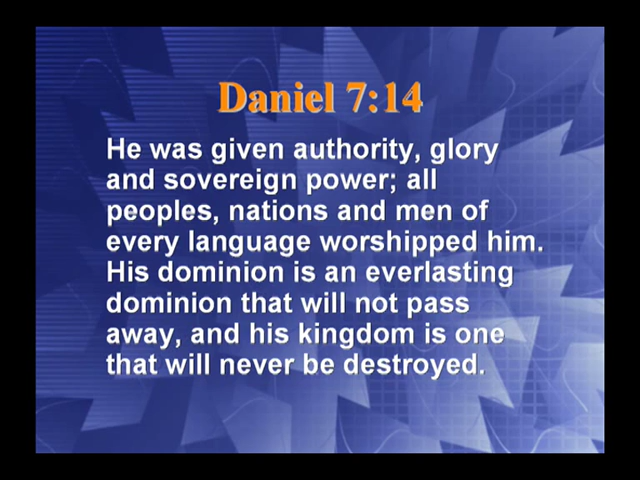 Daniel 7:14
He was given authority, glory
and sovereign power; all
peoples, nations and men of
every language worshipped him.
His dominion is an everlasting
dominion that will not pass
away, and his kingdom is one
that will never be destroyed.